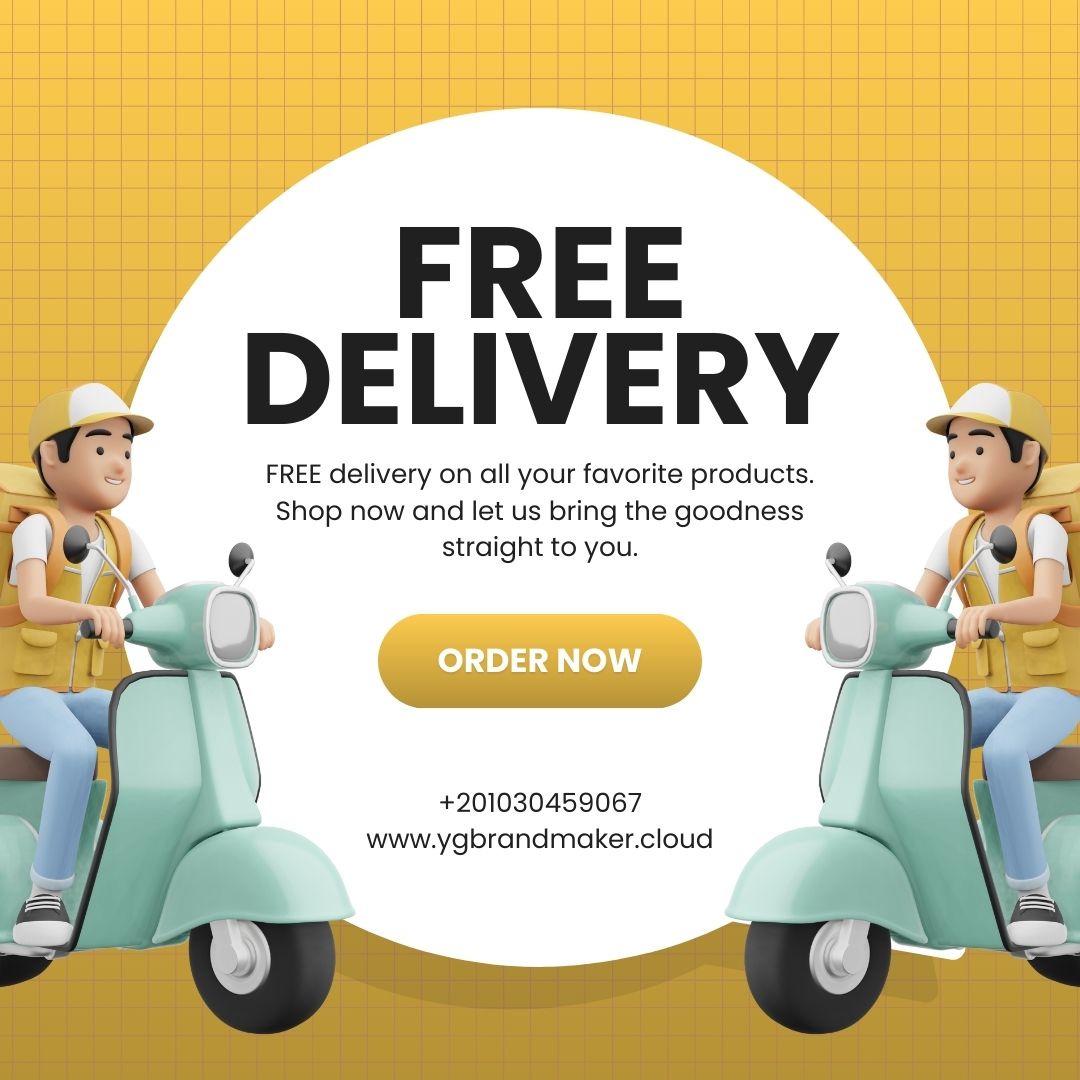 FREE
DELIVERY
FREE delivery on all your favorite products.
Shop now and let us bring the goodness
straight to you.
ORDER NOW
+201030459067
www.ygbrandmaker.cloud